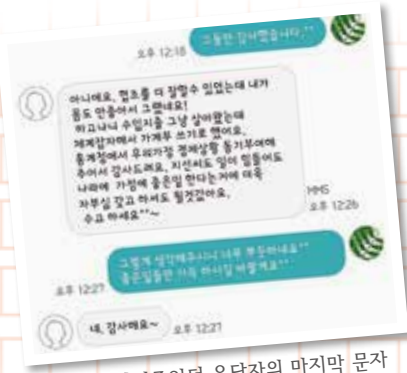 그동안 감사했습니다.^^
오후 12:18
아니에요, 협조를 더 잘할수 있었는데 내가
몸도 안좋아서 그랬네요!
하고나니 수입지출 그냥 살아왔는데
체계잡아서 가계부 쓰기로 했어요.
통계청에서 우리가정 경제상황 동기부여해
주어서 감사드려요. 지선씨도 일이 힘들어도
나라에 가정에 좋은일 한다는거에 더욱
자부심 갖고 하셔도 될것같아요.
수고 하세요^^~
MMS
오후 12:26
그렇게 생각해주시니 너무 뿌듯하네요^^
좋은일들만 가득 하시길 바랄게요^^
오후 12:27
네, 감사해요~
오후 12:27
응답자의 마지막 문자